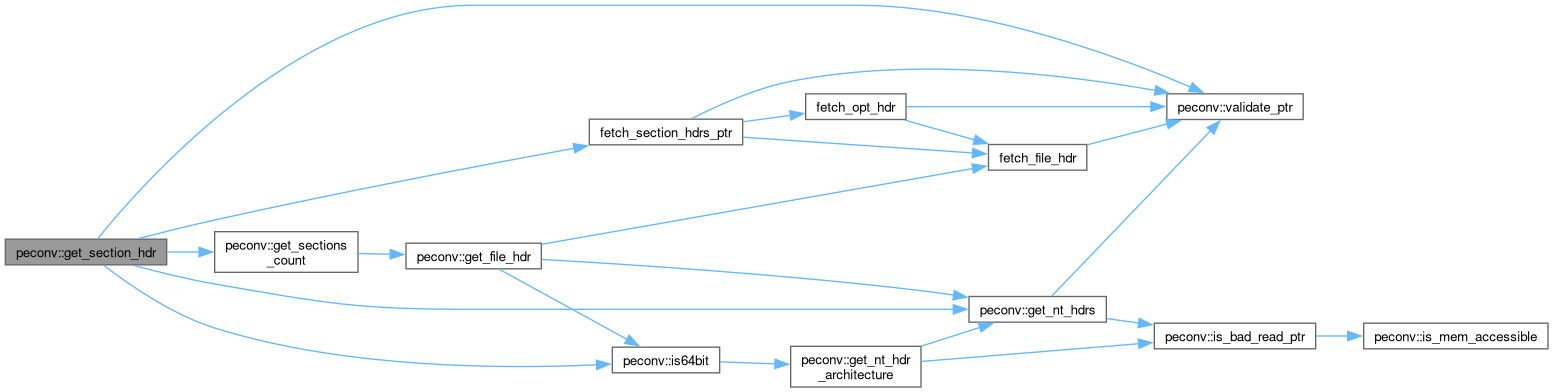 peconv::get_section_hdr
peconv::get_sections
_count
fetch_section_hdrs_ptr
peconv::get_file_hdr
fetch_opt_hdr
fetch_file_hdr
peconv::validate_ptr
peconv::get_nt_hdrs
peconv::is64bit
peconv::get_nt_hdr
_architecture
peconv::is_bad_read_ptr
peconv::is_mem_accessible